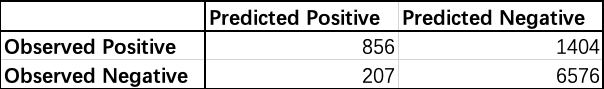 Predicted Positive Predicted Negative
Observed Positive 856 1404
Observed Negative 207 6576